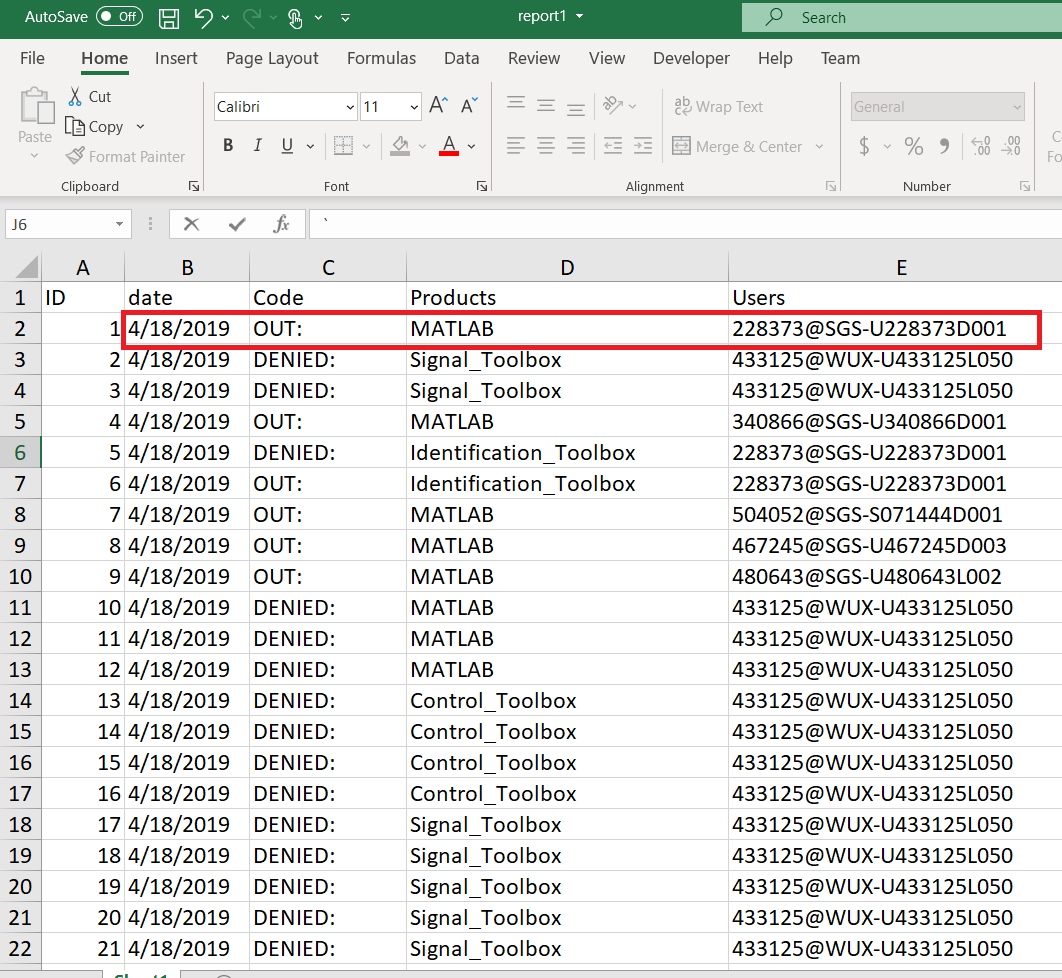 AutoSave Off report1 Search
File Home Insert Page Layout Formulas Data Review View Developer Help Team
Paste
Cut
Copy
Format Painter
Calibri 11
B I U A
ab Wrap Text
Merge & Center
General
$ % 9 .00 .00
Clipboard Font Alignment Number
J6 fx `
A B C D E
1 ID date Code Products Users
2 1 4/18/2019 OUT: MATLAB 228373@SGS-U228373D001
3 2 4/18/2019 DENIED: Signal_Toolbox 433125@WUX-U433125L050
4 3 4/18/2019 DENIED: Signal_Toolbox 433125@WUX-U433125L050
5 4 4/18/2019 OUT: MATLAB 340866@SGS-U340866D001
6 5 4/18/2019 DENIED: Identification_Toolbox 228373@SGS-U228373D001
7 6 4/18/2019 OUT: Identification_Toolbox 228373@SGS-U228373D001
8 7 4/18/2019 OUT: MATLAB 504052@SGS-S071444D001
9 8 4/18/2019 OUT: MATLAB 467245@SGS-U467245D003
10 9 4/18/2019 OUT: MATLAB 480643@SGS-U480643L002
11 10 4/18/2019 DENIED: MATLAB 433125@WUX-U433125L050
12 11 4/18/2019 DENIED: MATLAB 433125@WUX-U433125L050
13 12 4/18/2019 DENIED: MATLAB 433125@WUX-U433125L050
14 13 4/18/2019 DENIED: Control_Toolbox 433125@WUX-U433125L050
15 14 4/18/2019 DENIED: Control_Toolbox 433125@WUX-U433125L050
16 15 4/18/2019 DENIED: Control_Toolbox 433125@WUX-U433125L050
17 16 4/18/2019 DENIED: Control_Toolbox 433125@WUX-U433125L050
18 17 4/18/2019 DENIED: Signal_Toolbox 433125@WUX-U433125L050
19 18 4/18/2019 DENIED: Signal_Toolbox 433125@WUX-U433125L050
20 19 4/18/2019 DENIED: Signal_Toolbox 433125@WUX-U433125L050
21 20 4/18/2019 DENIED: Signal_Toolbox 433125@WUX-U433125L050
22 21 4/18/2019 DENIED: Signal_Toolbox 433125@WUX-U433125L050